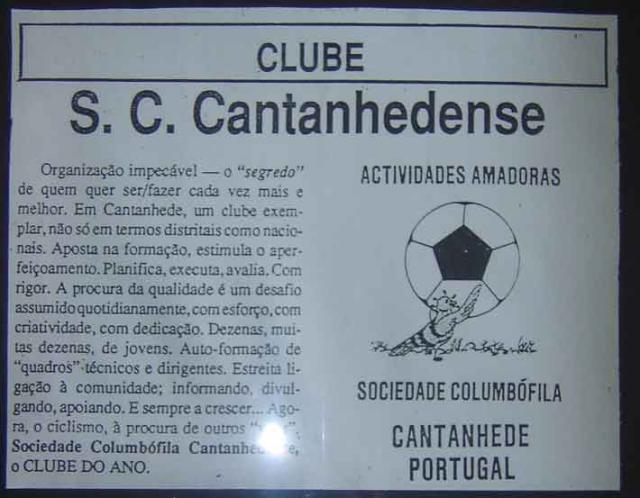 CLUBE
S. C. Cantanhedense
Organização impecável — o "segredo"
de quem quer ser/fazer cada vez mais e
melhor. Em Cantanhede, um clube exem-
plar, não só em termos distritais como nacio-
nais. Aposta na formação, estimula o aper-
feiçoamento. Planifica, executa, avalia. Com
rigor. A procura da qualidade é um desafio
assumido quotidianamente, com esforço, com
criatividade, com dedicação. Dezenas, mui-
tas dezenas, de jovens. Auto-formação de
"quadros" técnicos e dirigentes. Estreita li-
gação à comunidade; informando, divul-
gando, apoiando. E sempre a crescer... Ago-
ra, o ciclismo, à procura de outros
Sociedade Columbófila
o CLUBE DO ANO.
ACTIVIDADES AMADORAS
SOCIEDADE COLUMBÓFILA
CANTANHEDE
PORTUGAL